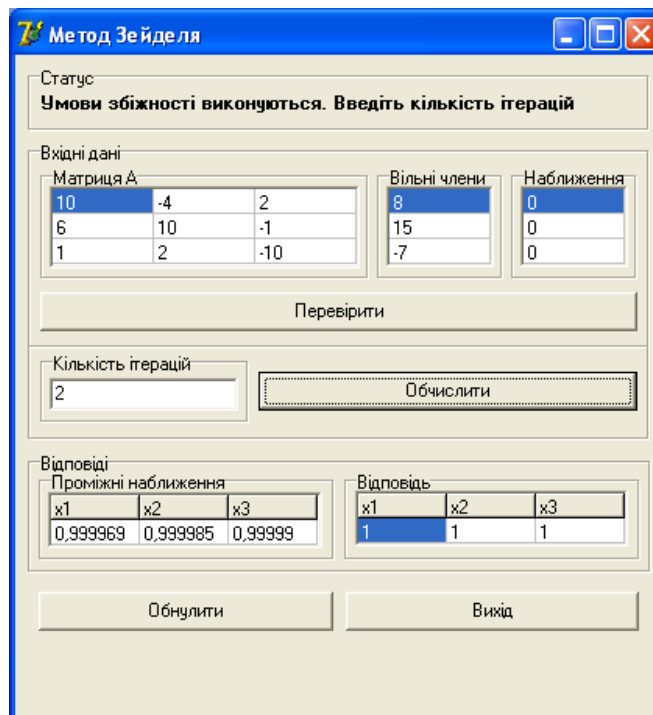 Метод Зейделя
Статус
Умови збіжності виконуються. Введіть кількість ітерацій
Вхідні дані
Матриця А Вільні члени Наближення
10 -4 2 8 0
6 10 -1 15 0
1 2 -10 -7 0
Перевірити
Кількість ітерацій
2 Обчислити
Відповіді
Проміжні наближення Відповідь
x1 x2 x3 x1 x2 x3
0,999969 0,999985 0,99999 1 1 1
Обнулити Вихід